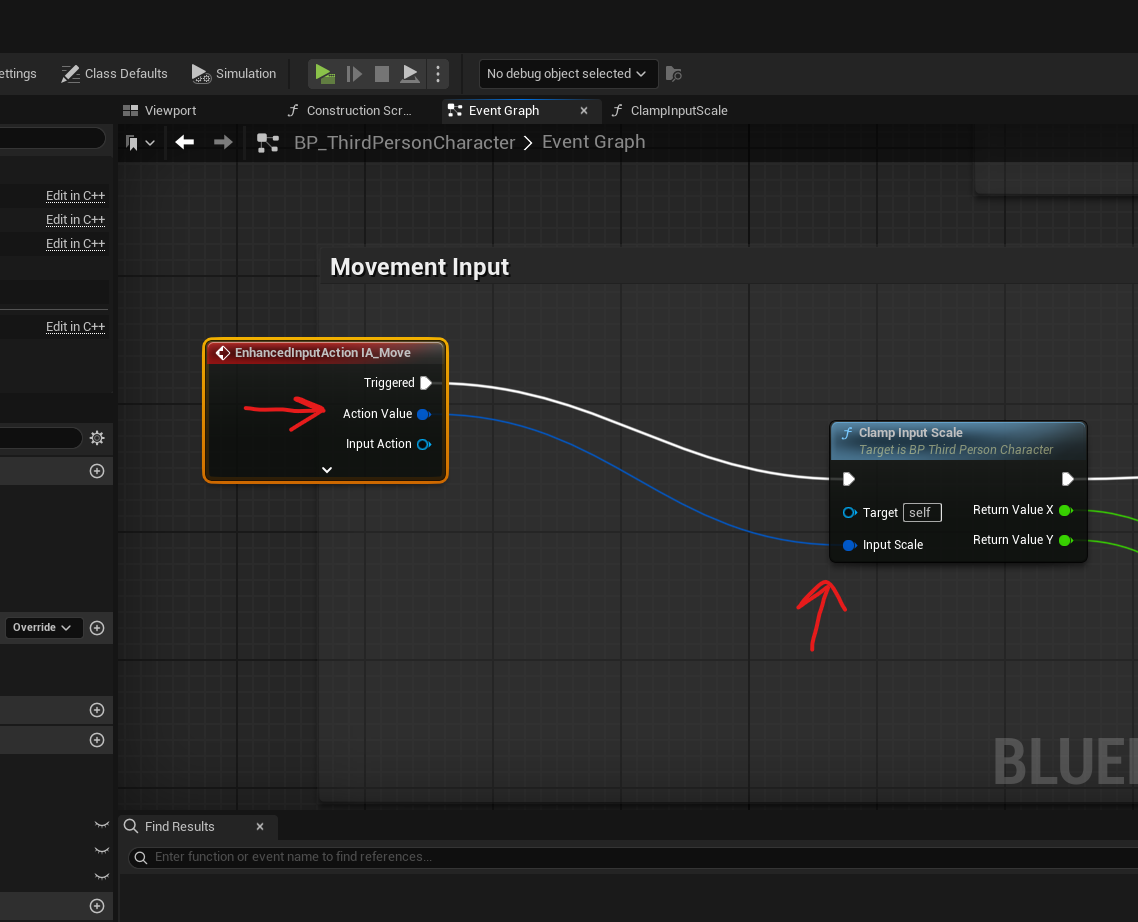 ettings
Class Defaults
Simulation
No debug object selected
Viewport
Construction Scr...
Event Graph
ClampInputScale
BP_ThirdPersonCharacter
Event Graph
Edit in C++
Edit in C++
Edit in C++
Edit in C++
Movement Input
EnhancedInputAction IA_Move
Triggered
Action Value
Input Action
Clamp Input Scale
Target is BP Third Person Character
Target self
Return Value X
Input Scale
Return Value Y
Override
BLUE
Find Results
Enter function or event name to find references...